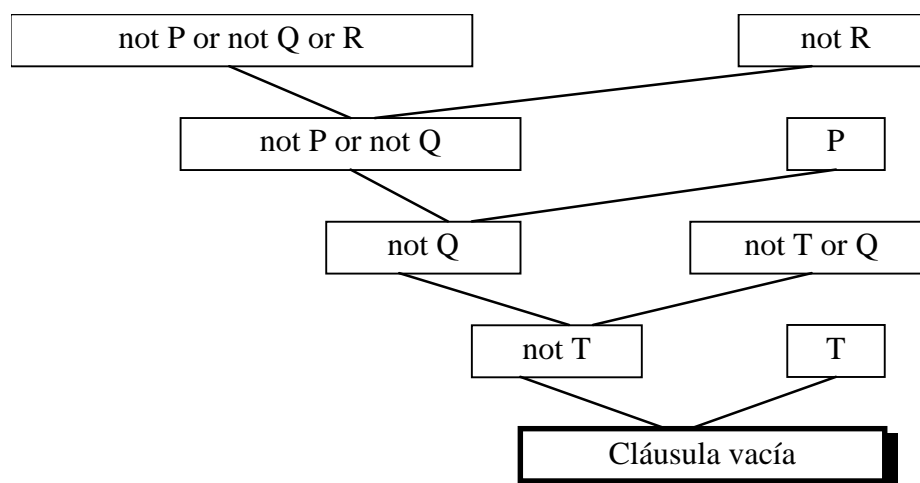 not P or not Q or R
not R
not P or not Q
P
not Q
not T or Q
not T
T
Cláusula vacía